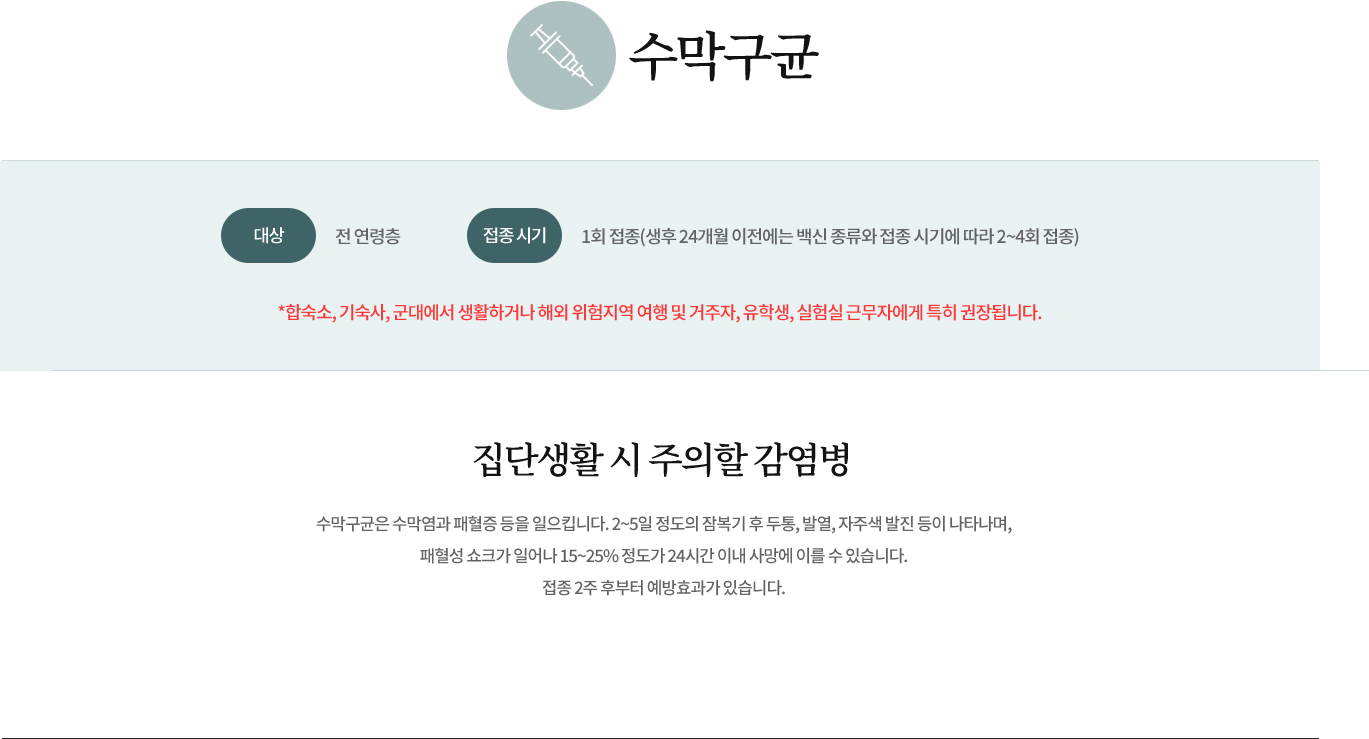 수막구균
대상 전 연령층 접종 시기 1회 접종(생후 24개월 이전에는 백신 종류와 접종 시기에 따라 2~4회 접종)
*합숙소, 기숙사, 군대에서 생활하거나 해외 위험지역 여행 및 거주자, 유학생, 실험실 근무자에게 특히 권장됩니다.
집단생활 시 주의할 감염병
수막구균은 수막염과 패혈증 등을 일으킵니다. 2~5일 정도의 잠복기 후 두통, 발열, 자주색 발진 등이 나타나며,
패혈성 쇼크가 일어나 15~25% 정도가 24시간 이내 사망에 이를 수 있습니다.
접종 2주 후부터 예방효과가 있습니다.